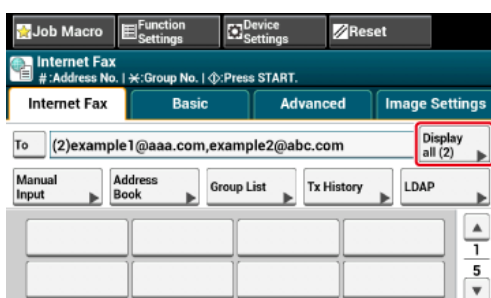 Job Macro
Function
Settings
Device
Settings
Reset
Internet Fax
#:Address No. | ✳:Group No. | :Press START.
Internet Fax
Basic
Advanced
Image Settings
To
(2)example1@aaa.com,example2@abc.com
Display
all (2)
Manual
Input
Address
Book
Group List
Tx History
LDAP
1
5